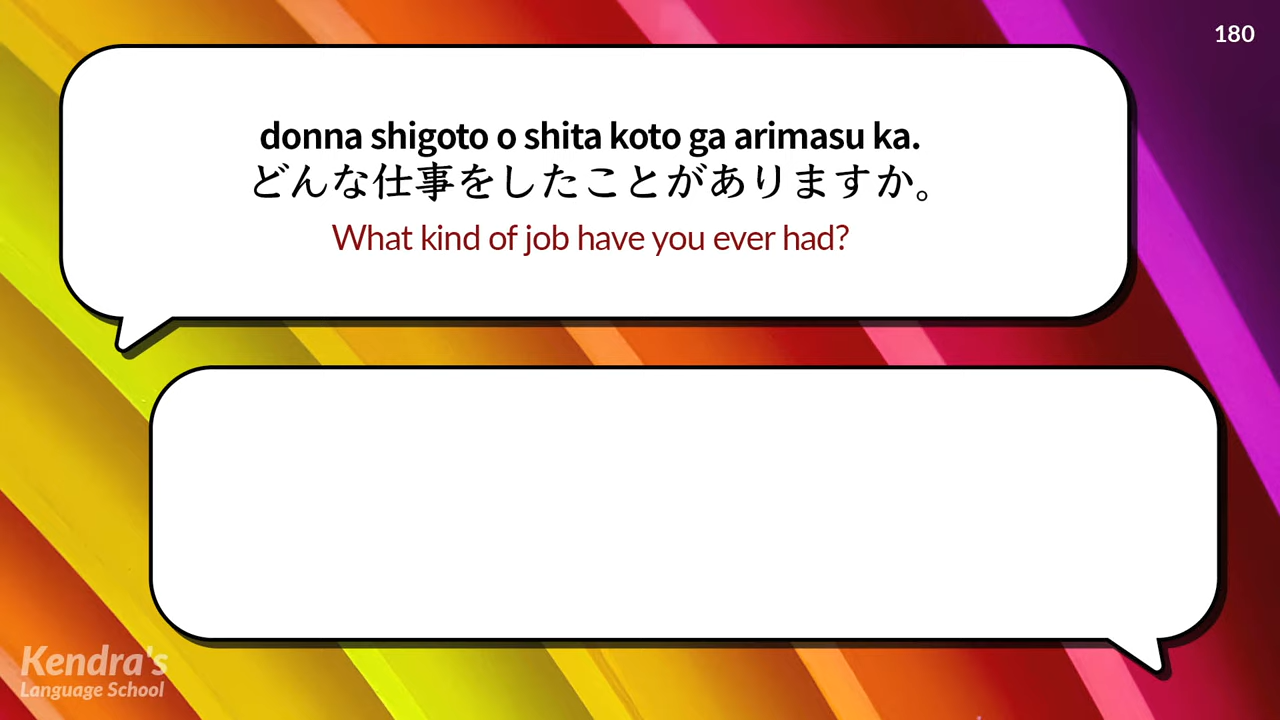 180
donna shigoto o shita koto ga arimasu ka.
どんな仕事をしたことがありますか。
What kind of job have you ever had?
Kendra's
Language School